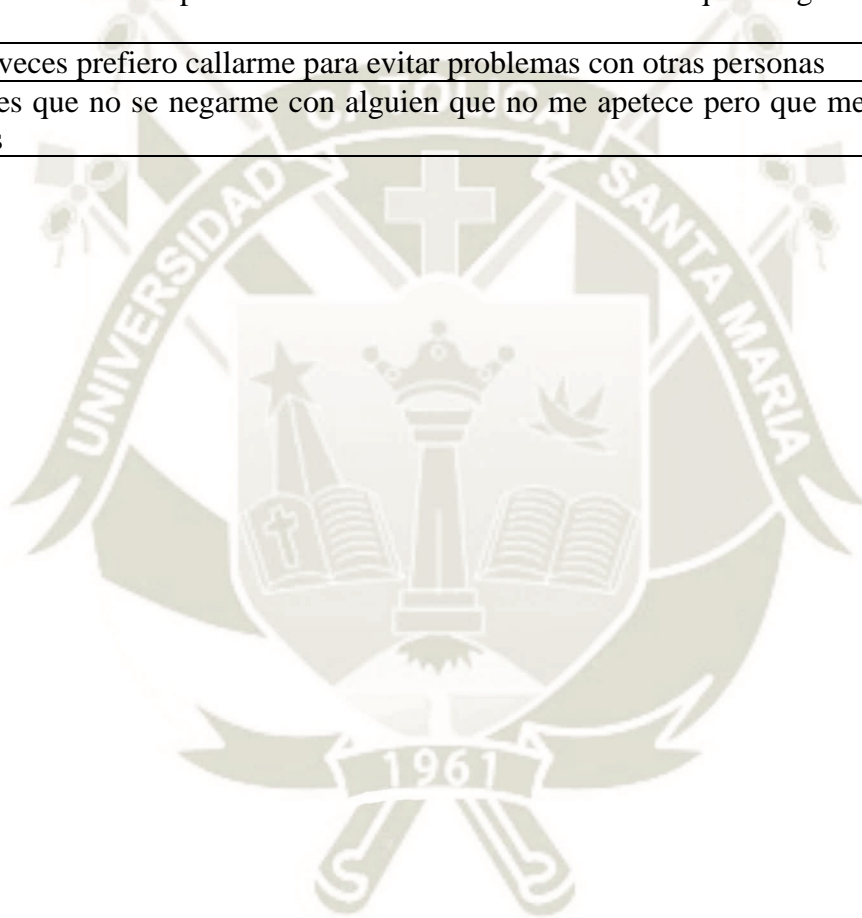 veces prefiero callarme para evitar problemas con otras personas
es que no se negarme con alguien que no me apetece pero que me
s
UNIVERSIDAD CATOLICA SANTA MARIA
1961